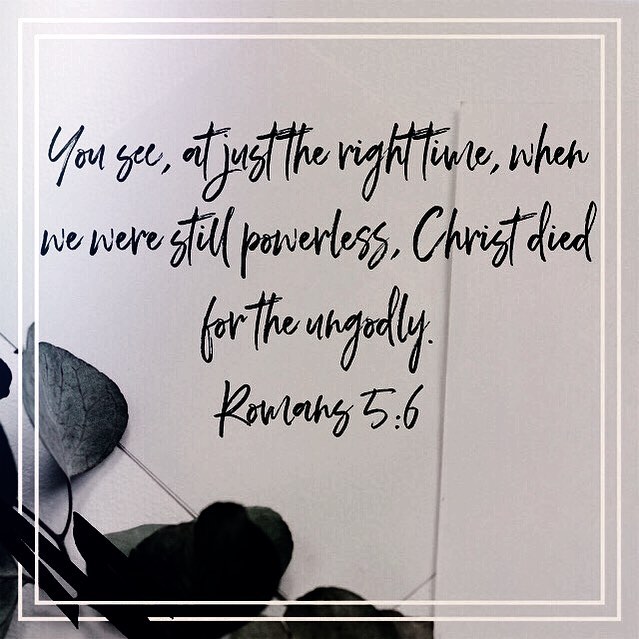 You see, at just the right time, when
we were still powerless, Christ died
for the ungodly.
Romans 5:6